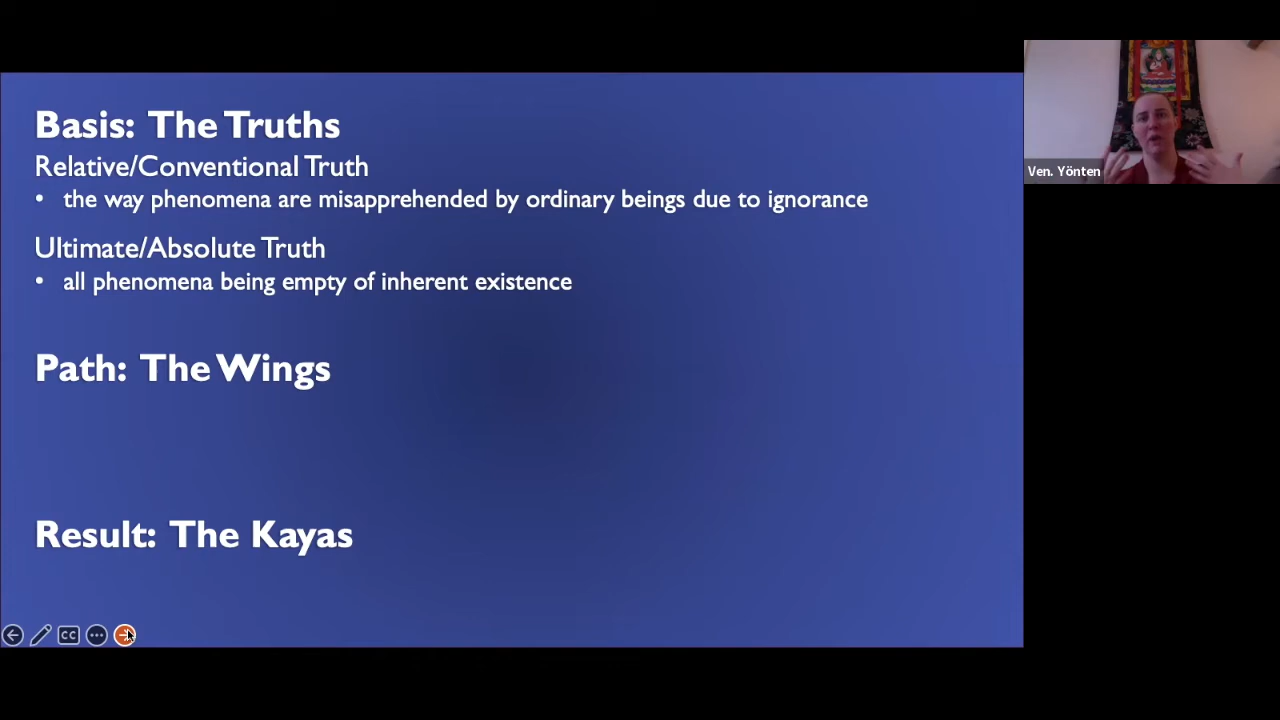 Basis: The Truths
Relative/Conventional Truth
• the way phenomena are misapprehended by ordinary beings due to ignorance
Ultimate/Absolute Truth
• all phenomena being empty of inherent existence
Path: The Wings
Result: The Kayas
CC
Ven. Yönten